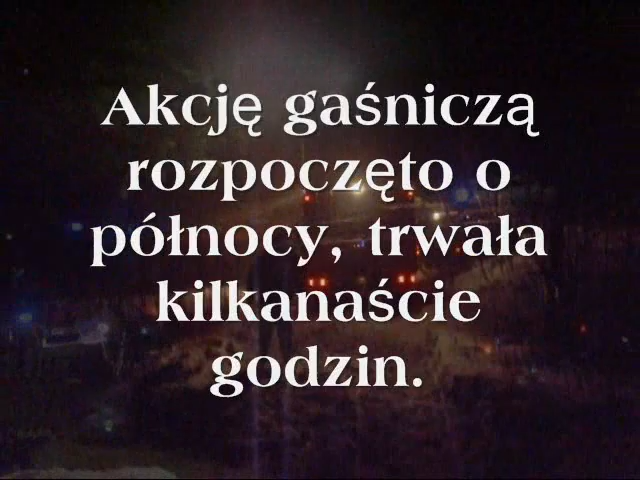 Akcję gaśniczą
rozpoczęto o
północy, trwała
kilkanaście
godzin.